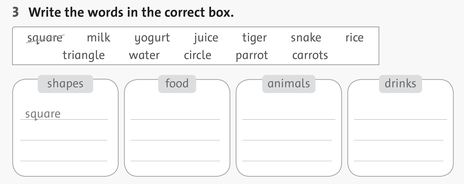 3 Write the words in the correct box.
square milk yogurt juice tiger snake rice
triangle water circle parrot carrots
shapes food animals drinks
square